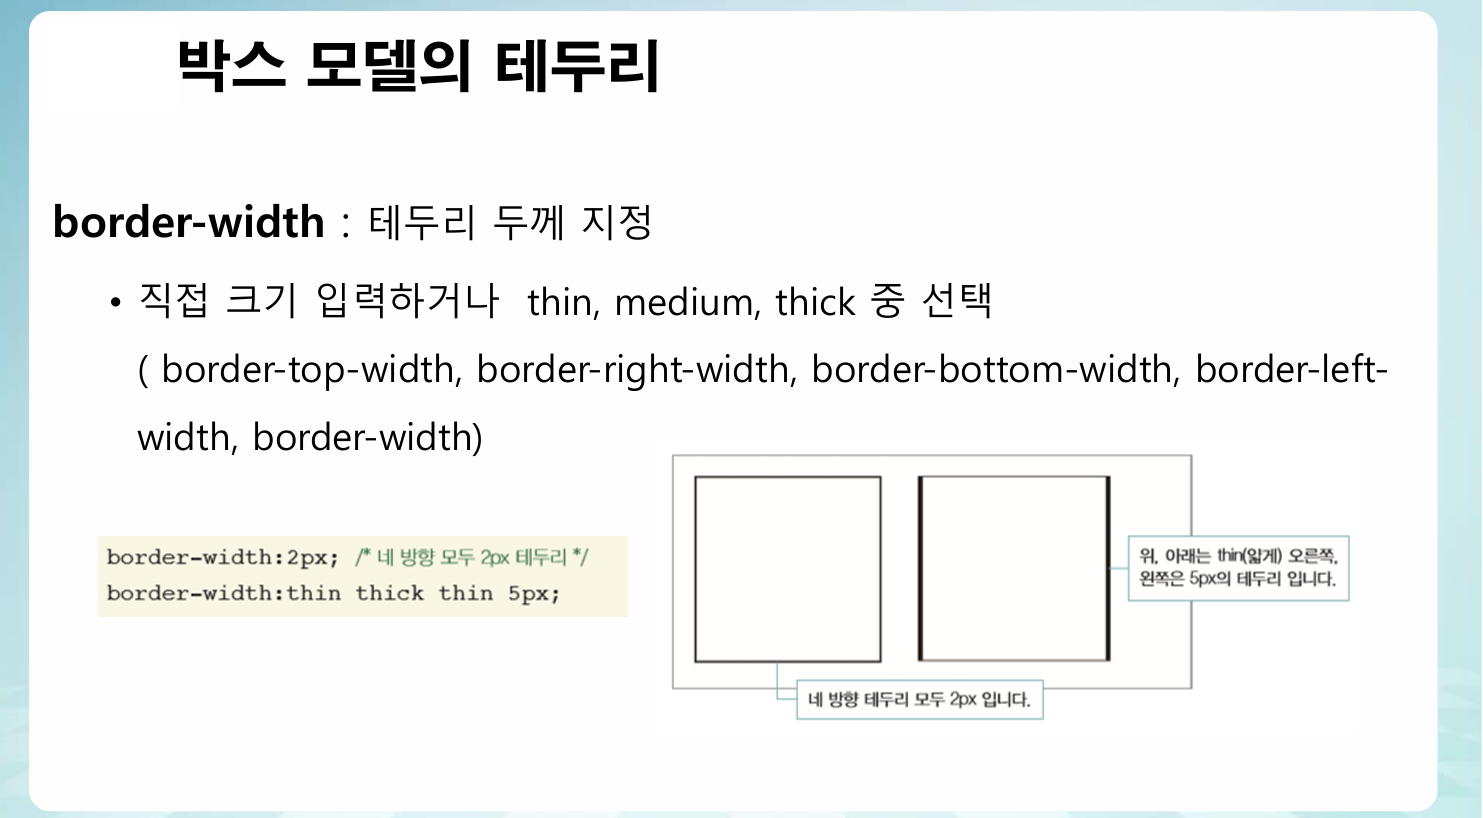 박스 모델의 테두리
border-width : 테두리 두께 지정
• 직접 크기 입력하거나 thin, medium, thick 중 선택
( border-top-width, border-right-width, border-bottom-width, border-left-
width, border-width)
border-width:2px; /* 네 방향 모두 2px 테두리 */
border-width:thin thick thin 5px;
위, 아래는 thin(얇게) 오른쪽,
왼쪽은 5px의 테두리 입니다.
네 방향 테두리 모두 2px 입니다.